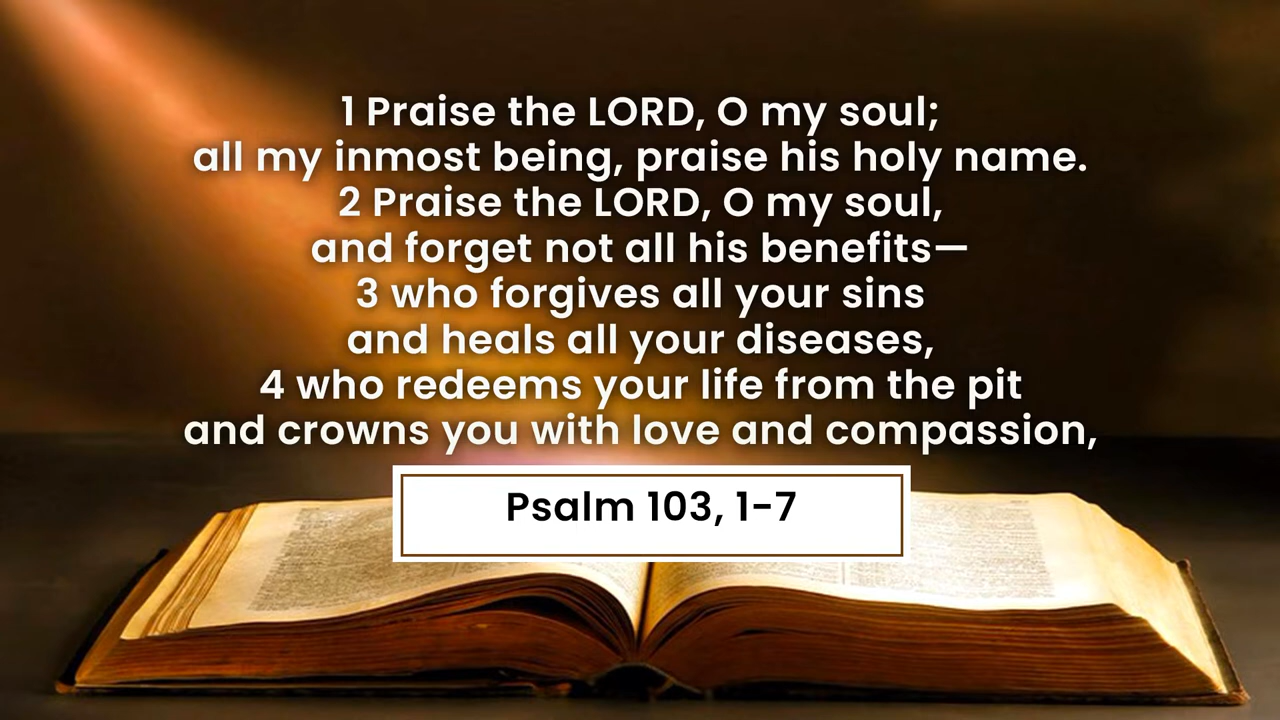 1 Praise the LORD, O my soul;
all my inmost being, praise his holy name.
2 Praise the LORD, O my soul,
and forget not all his benefits—
3 who forgives all your sins
and heals all your diseases,
4 who redeems your life from the pit
and crowns you with love and compassion,
Psalm 103, 1-7